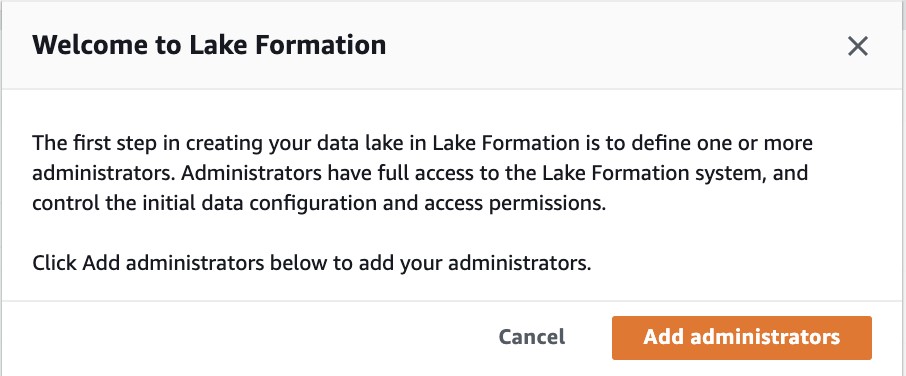 Welcome to Lake Formation
The first step in creating your data lake in Lake Formation is to define one or more
administrators. Administrators have full access to the Lake Formation system, and
control the initial data configuration and access permissions.
Click Add administrators below to add your administrators.
Cancel
Add administrators